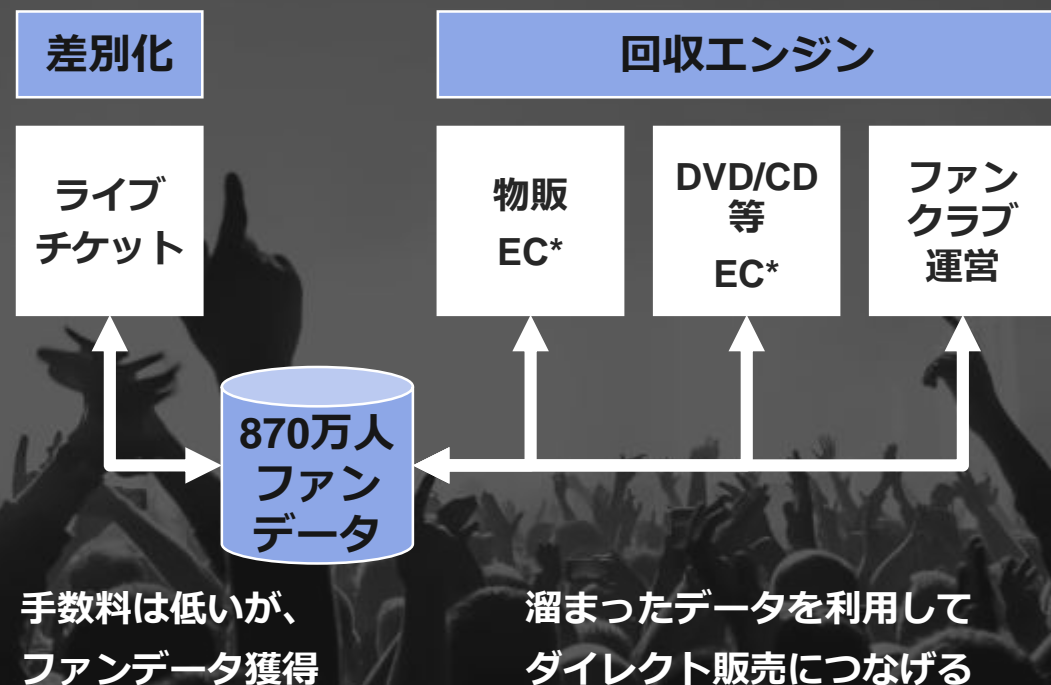 差別化
回収エンジン
ライブ
チケット
物販
EC*
DVD/CD
等
EC*
ファン
クラブ
運営
870万人
ファン
データ
手数料は低いが、
ファンデータ獲得
溜まったデータを利用して
ダイレクト販売につなげる